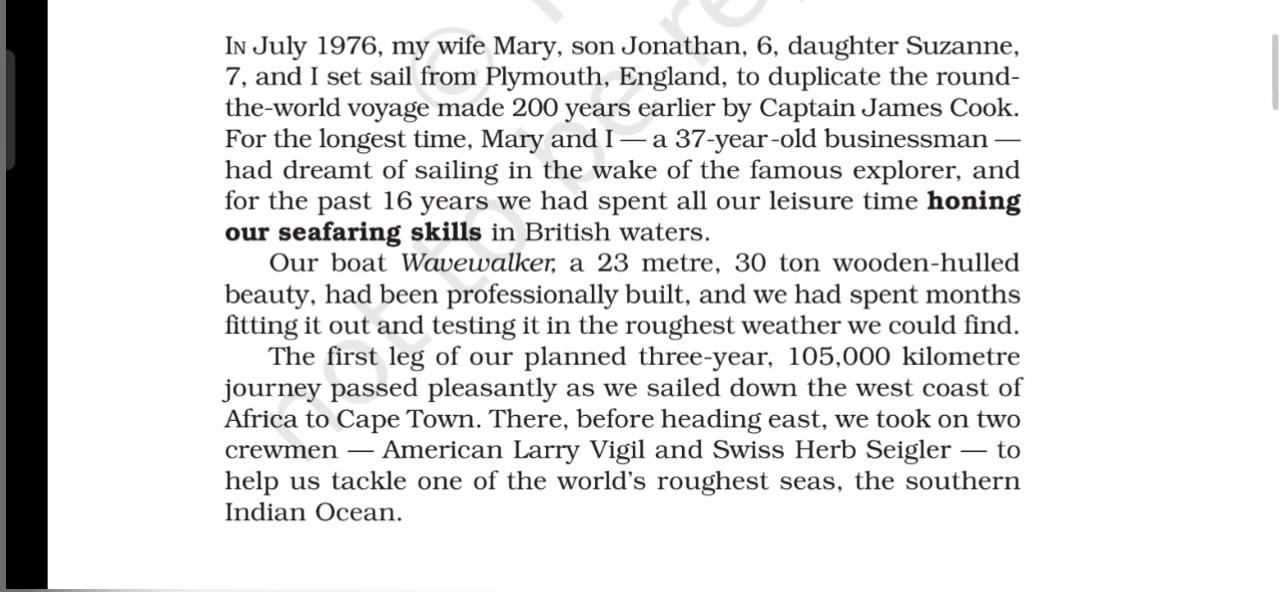 IN July 1976, my wife Mary, son Jonathan, 6, daughter Suzanne,
7, and I set sail from Plymouth, England, to duplicate the round-
the-world voyage made 200 years earlier by Captain James Cook.
For the longest time, Mary and I — a 37-year-old businessman —
had dreamt of sailing in the wake of the famous explorer, and
for the past 16 years we had spent all our leisure time honing
our seafaring skills in British waters.
Our boat Wavewalker, a 23 metre, 30 ton wooden-hulled
beauty, had been professionally built, and we had spent months
fitting it out and testing it in the roughest weather we could find.
The first leg of our planned three-year, 105,000 kilometre
journey passed pleasantly as we sailed down the west coast of
Africa to Cape Town. There, before heading east, we took on two
crewmen — American Larry Vigil and Swiss Herb Seigler — to
help us tackle one of the world's roughest seas, the southern
Indian Ocean.
not to be re